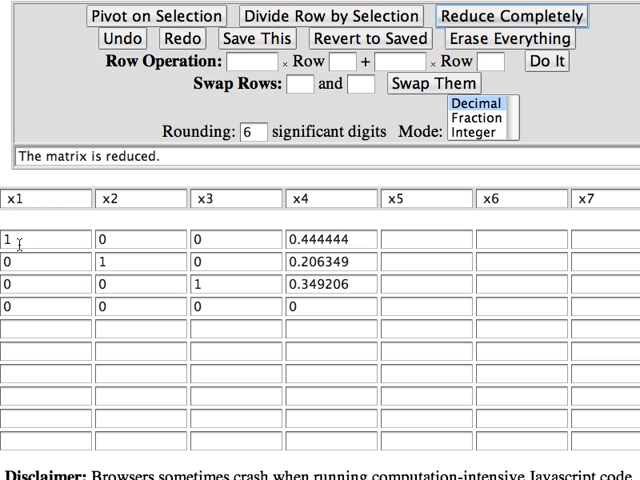 Pivot on Selection Divide Row by Selection Reduce Completely
Undo Redo Save This Revert to Saved Erase Everything
Row Operation: × Row + × Row Do It
Swap Rows: and Swap Them
Decimal
Fraction
Rounding: 6 significant digits Mode: Integer
The matrix is reduced.
x1 x2 x3 x4 x5 x6 x7
1 0 0 0.444444
0 1 0 0.206349
0 0 1 0.349206
0 0 0 0
Disclaimer: Browsers sometimes crash when running computation-intensive Javascript code.